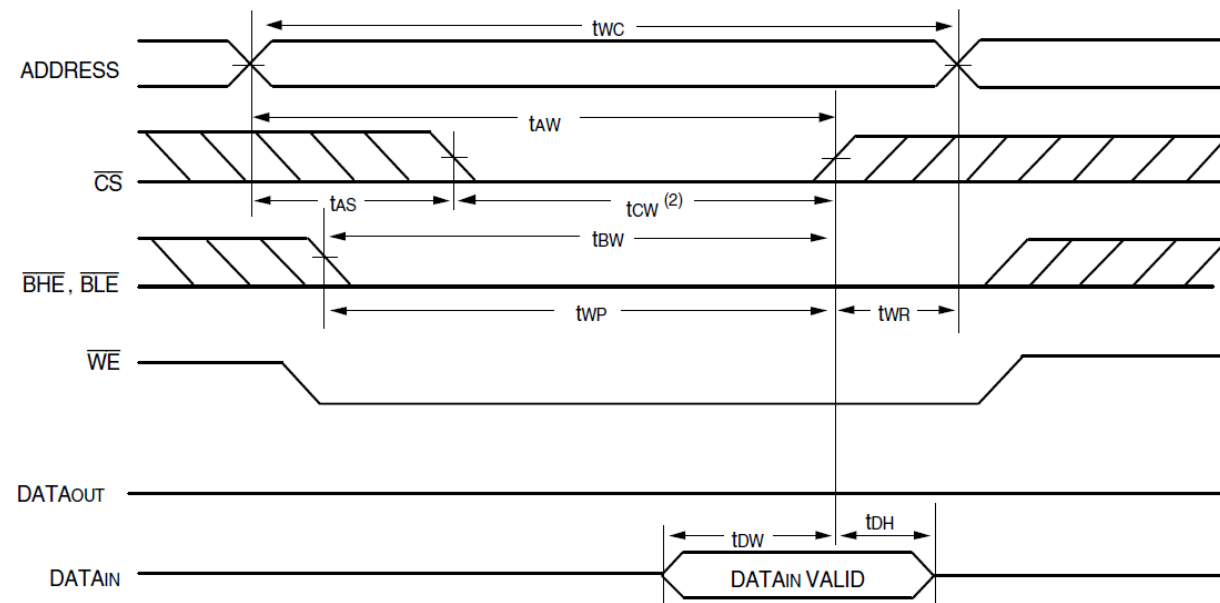 tWC
ADDRESS
tAW
CS
tAS
tCW (2)
tBW
BHE, BLE
tWP
tWR
WE
DATAOUT
tDW
tDH
DATAIN
DATAIN VALID